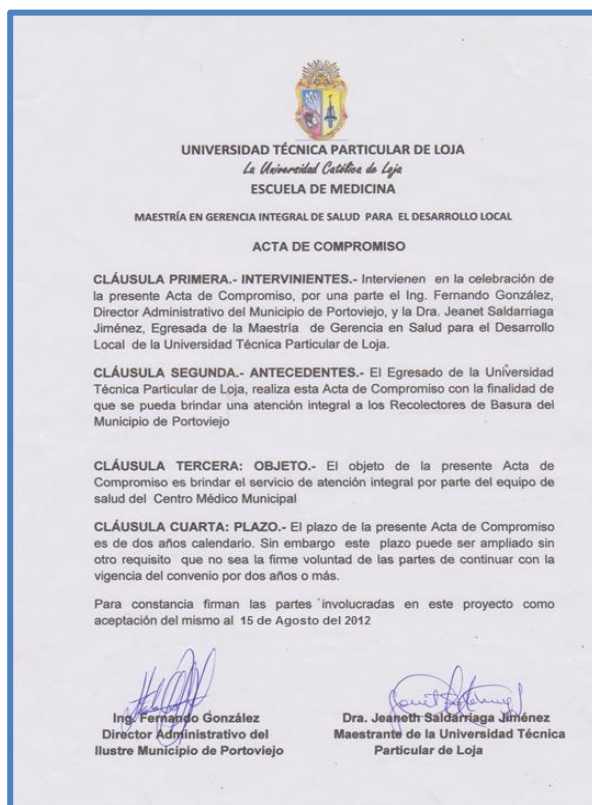 UNIVERSIDAD TÉCNICA PARTICULAR DE LOJA
La Universidad Católica de Loja
ESCUELA DE MEDICINA
MAESTRÍA EN GERENCIA INTEGRAL DE SALUD PARA EL DESARROLLO LOCAL
ACTA DE COMPROMISO
CLÁUSULA PRIMERA.- INTERVINIENTES.- Intervienen en la celebración de
la presente Acta de Compromiso, por una parte el Ing. Fernando González,
Director Administrativo del Municipio de Portoviejo, y la Dra. Jeanet Saldarriaga
Jiménez, Egresada de la Maestría de Gerencia en Salud para el Desarrollo
Local de la Universidad Técnica Particular de Loja.
CLÁUSULA SEGUNDA.- ANTECEDENTES.- El Egresado de la Universidad
Técnica Particular de Loja, realiza esta Acta de Compromiso con la finalidad de
que se pueda brindar una atención integral a los Recolectores de Basura del
Municipio de Portoviejo
CLÁUSULA TERCERA: OBJETO.- El objeto de la presente Acta de
Compromiso es brindar el servicio de atención integral por parte del equipo de
salud del Centro Médico Municipal
CLÁUSULA CUARTA: PLAZO.- El plazo de la presente Acta de Compromiso
es de dos años calendario. Sin embargo este plazo puede ser ampliado sin
otro requisito que no sea la firme voluntad de las partes de continuar con la
vigencia del convenio por dos años o más.
Para constancia firman las partes involucradas en este proyecto como
aceptación del mismo al 15 de Agosto del 2012
Ing. Fernando González
Director Administrativo del
Ilustre Municipio de Portoviejo
Dra. Jeaneth Saldarriaga Jiménez
Maestrante de la Universidad Técnica
Particular de Loja